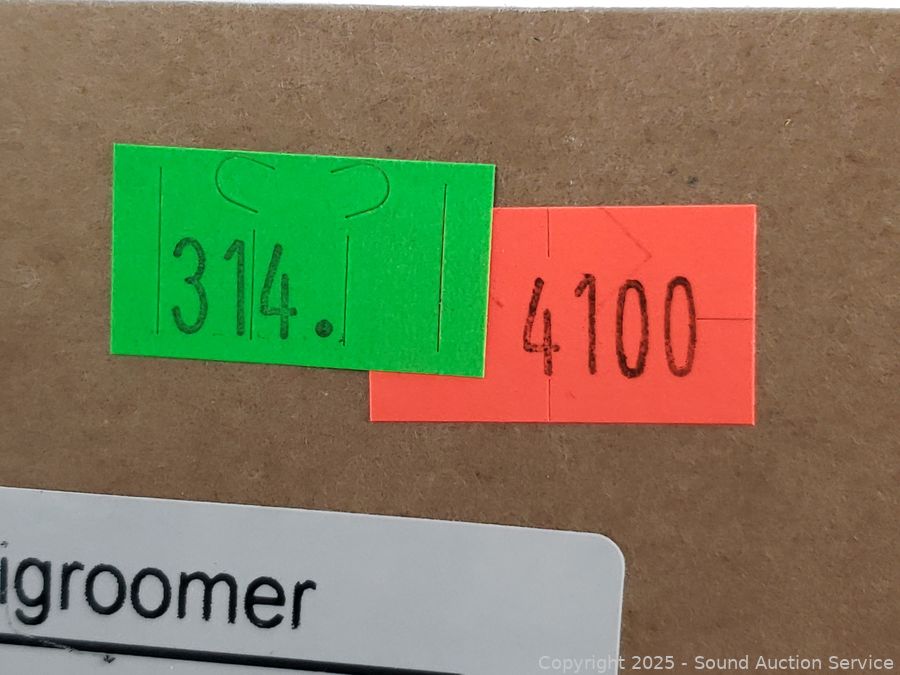 314.
4100
igroomer
Copyright 2025 - Sound Auction Service